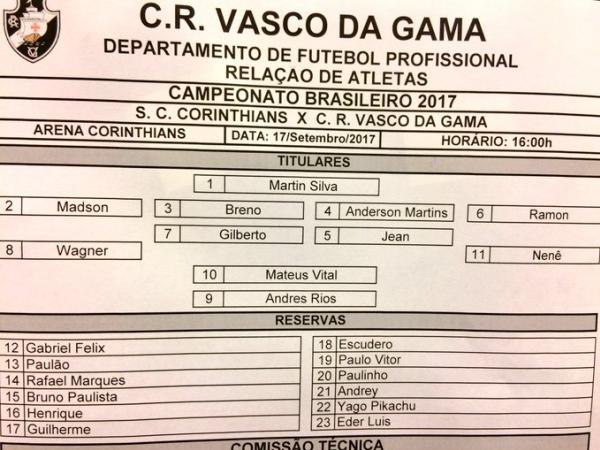 C.R. VASCO DA GAMA
DEPARTAMENTO DE FUTEBOL PROFISSIONAL
RELAÇAO DE ATLETAS
CAMPEONATO BRASILEIRO 2017
S. C. CORINTHIANS X C. R. VASCO DA GAMA
ARENA CORINTHIANS DATA: 17/Setembro/2017 HORÁRIO: 16:00h
TITULARES
1 Martin Silva
2 Madson 3 Breno 4 Anderson Martins 6 Ramon
7 Gilberto 5 Jean
8 Wagner 11 Nenê
10 Mateus Vital
9 Andres Rios
RESERVAS
12 Gabriel Felix
13 Paulão
14 Rafael Marques
15 Bruno Paulista
16 Henrique
17 Guilherme
18 Escudero
19 Paulo Vitor
20 Paulinho
21 Andrey
22 Yago Pikachu
23 Eder Luis
COMISSÃO TÉCNICA